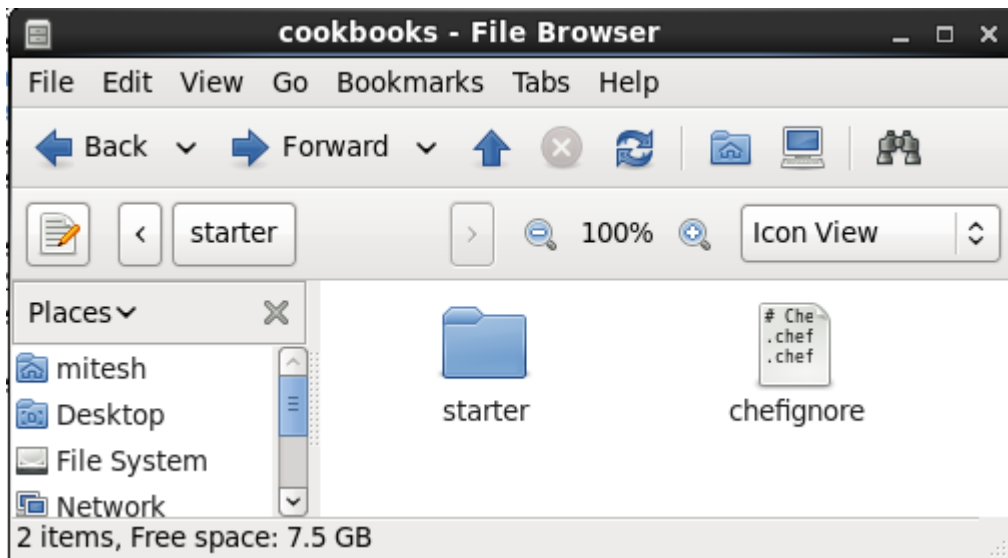 cookbooks - File Browser
File Edit View Go Bookmarks Tabs Help
Back Forward
starter 100% Icon View
Places
mitesh
Desktop
File System
Network
# Che
.chef
.chef
starter chefignore
2 items, Free space: 7.5 GB